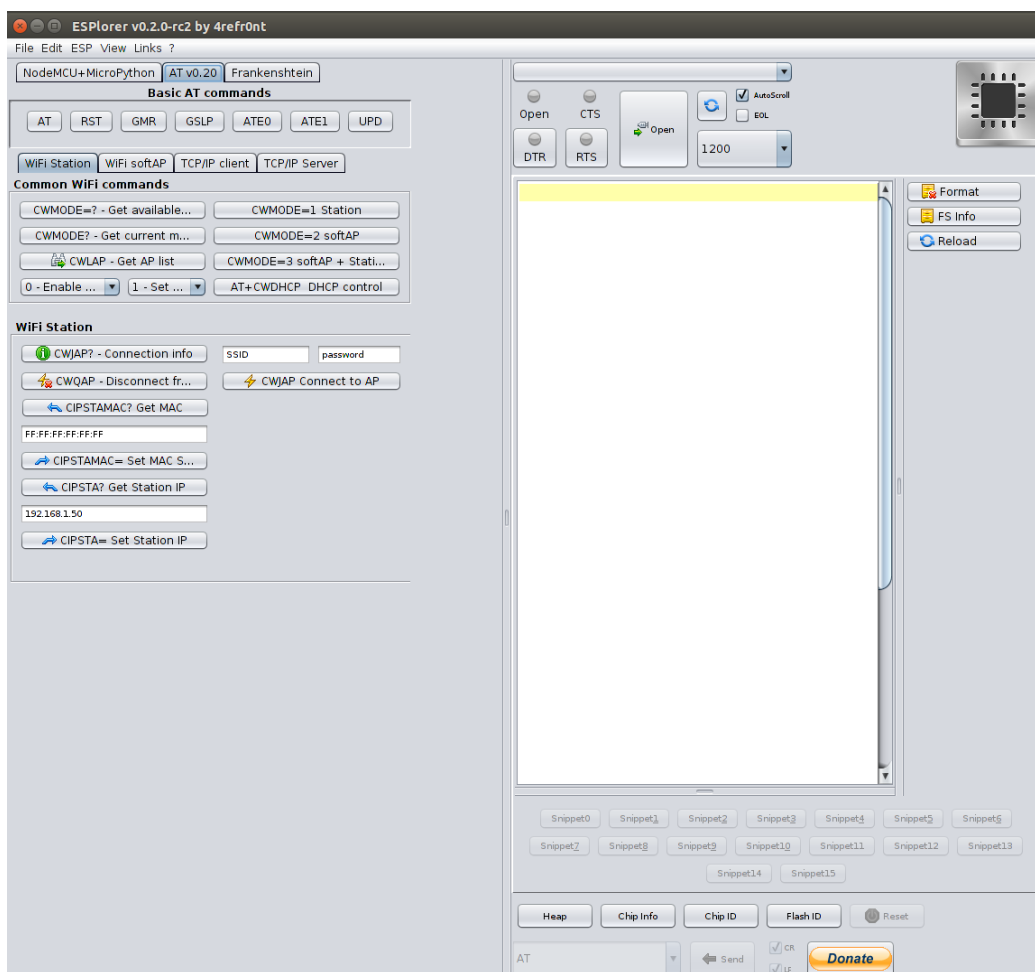 ESPlorer v0.2.0-rc2 by 4refr0nt
File Edit ESP View Links ?
NodeMCU+MicroPython AT v0.20 Frankenshtein
Basic AT commands
AT RST GMR GSLP ATE0 ATE1 UPD
WiFi Station WiFi softAP TCP/IP client TCP/IP Server
Common WiFi commands
CWMODE=? - Get available... CWMODE=1 Station
CWMODE? - Get current m... CWMODE=2 softAP
CWLAP - Get AP list CWMODE=3 softAP + Stati...
0 - Enable ... 1 - Set ... AT+CWDHCP DHCP control
WiFi Station
CWJAP? - Connection info SSID password
CWQAP - Disconnect fr... CWJAP Connect to AP
CIPSTAMAC? Get MAC
FF:FF:FF:FF:FF:FF
CIPSTAMAC= Set MAC S...
CIPSTA? Get Station IP
192.168.1.50
CIPSTA= Set Station IP
Open CTS
DTR RTS
Open
AutoScroll
EOL
1200
Format
FS Info
Reload
Snippet0 Snippet1 Snippet2 Snippet3 Snippet4 Snippet5 Snippet6
Snippet7 Snippet8 Snippet9 Snippet10 Snippet11 Snippet12 Snippet13
Snippet14 Snippet15
Heap Chip Info Chip ID Flash ID Reset
AT Send CR Donate
LF